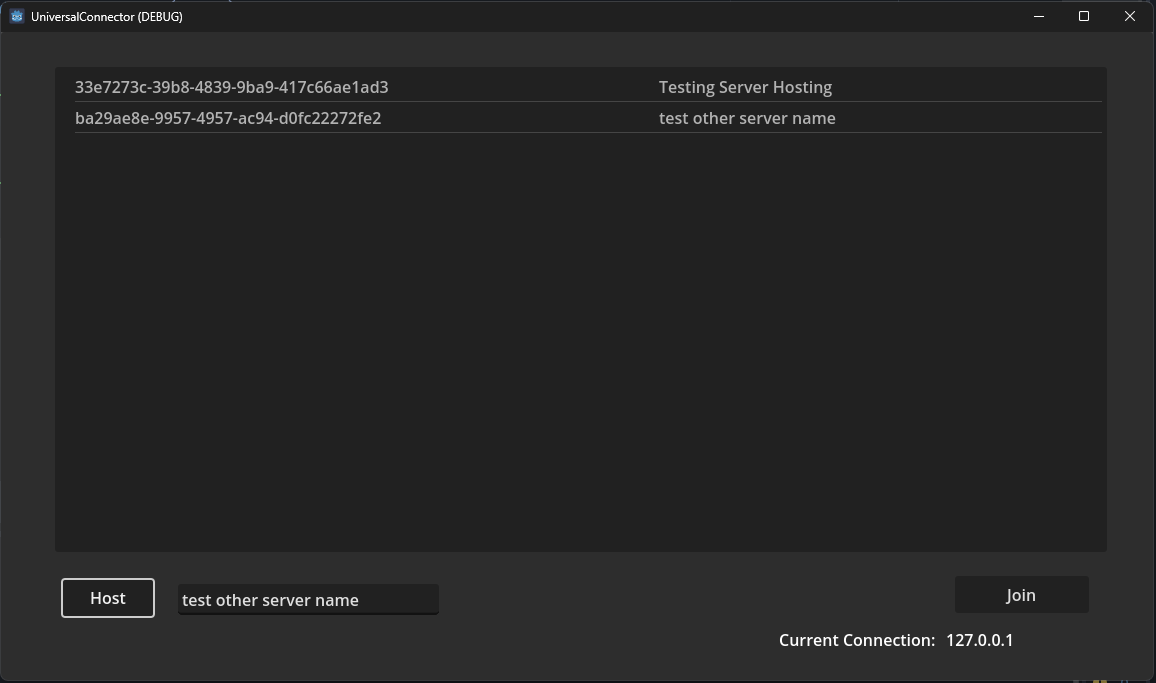 UniversalConnector (DEBUG)
33e7273c-39b8-4839-9ba9-417c66ae1ad3 Testing Server Hosting
ba29ae8e-9957-4957-ac94-d0fc22272fe2 test other server name
Host test other server name Join
Current Connection: 127.0.0.1